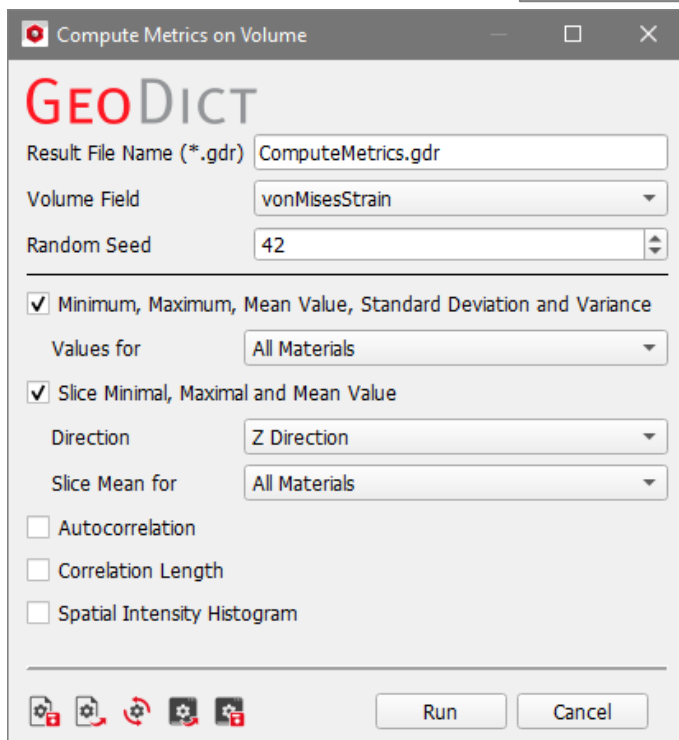 Compute Metrics on Volume
GEODICT
Result File Name (*.gdr) ComputeMetrics.gdr
Volume Field vonMisesStrain
Random Seed 42
Minimum, Maximum, Mean Value, Standard Deviation and Variance
Values for All Materials
Slice Minimal, Maximal and Mean Value
Direction Z Direction
Slice Mean for All Materials
Autocorrelation
Correlation Length
Spatial Intensity Histogram
Run Cancel